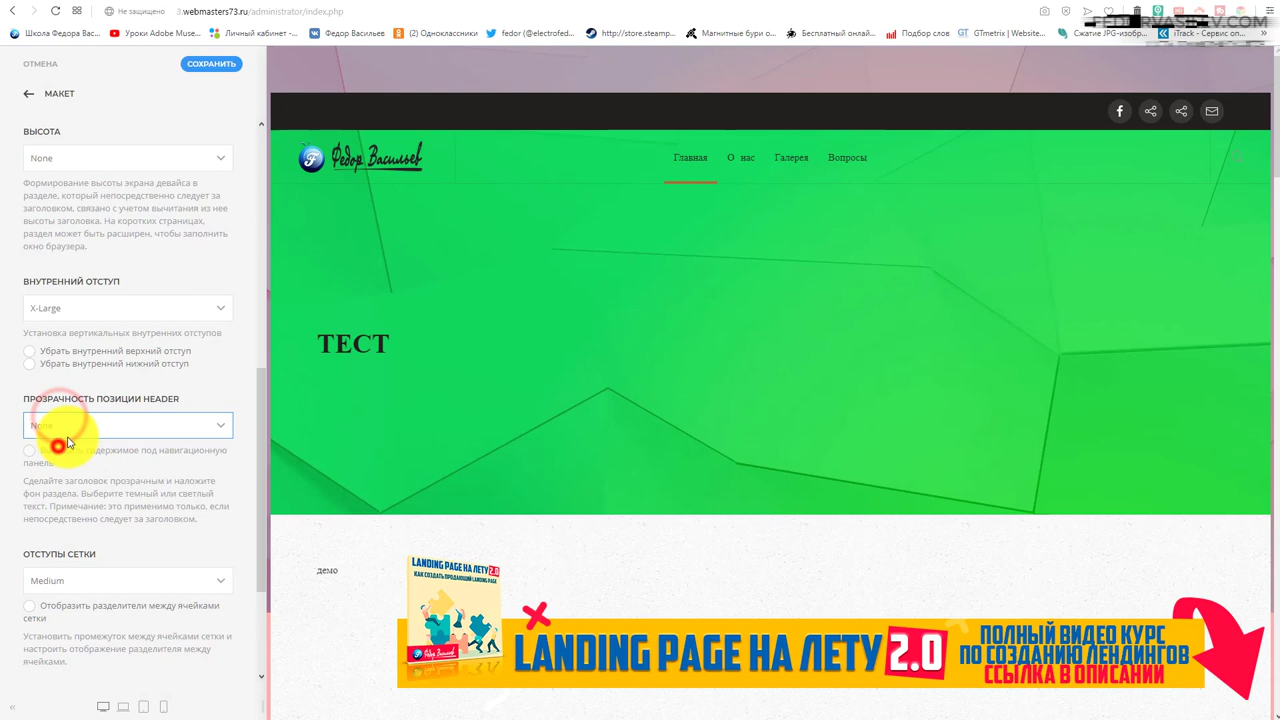 Не защищено
3.webmasters73.ru/administrator/index.php
Школа Федора Вас...
Уроки Adobe Muse...
Личный кабинет -...
Федор Васильев
(2) Одноклассники
fedor (@electrofed...
http://store.steamp...
Магнитные бури о...
Бесплатный онлай...
Подбор слов
GTmetrix | Website...
Сжатие JPG-изобр...
iTrack - Сервис оп...
ОТМЕНА
СОХРАНИТЬ
МАКЕТ
ВЫСОТА
None
Формирование высоты экрана девайса в
разделе, который непосредственно следует за
заголовком, связано с учетом вычитания из нее
высоты заголовка. На коротких страницах,
раздел может быть расширен, чтобы заполнить
окно браузера.
ВНУТРЕННИЙ ОТСТУП
X-Large
Установка вертикальных внутренних отступов
Убрать внутренний верхний отступ
Убрать внутренний нижний отступ
ПРОЗРАЧНОСТЬ ПОЗИЦИИ HEADER
None
содержимое под навигационную
панель
Сделайте заголовок прозрачным и наложите
фон раздела. Выберите темный или светлый
текст. Примечание: это применимо только, если
непосредственно следует за заголовком.
ОТСТУПЫ СЕТКИ
Medium
Отобразить разделители между ячейками
сетки
Установить промежуток между ячейками сетки и
настроить отображение разделителя между
ячейками.
Федор Васильев
Главная
О нас
Галерея
Вопросы
ТЕСТ
демо
LANDING PAGE НА ЛЕТУ 2.0
КАК СОЗДАТЬ ПРОДАЮЩИЙ LANDING PAGE
Федор Васильев
LANDING PAGE НА ЛЕТУ 2.0
ПОЛНЫЙ ВИДЕО КУРС
ПО СОЗДАНИЮ ЛЕНДИНГОВ
ССЫЛКА В ОПИСАНИИ